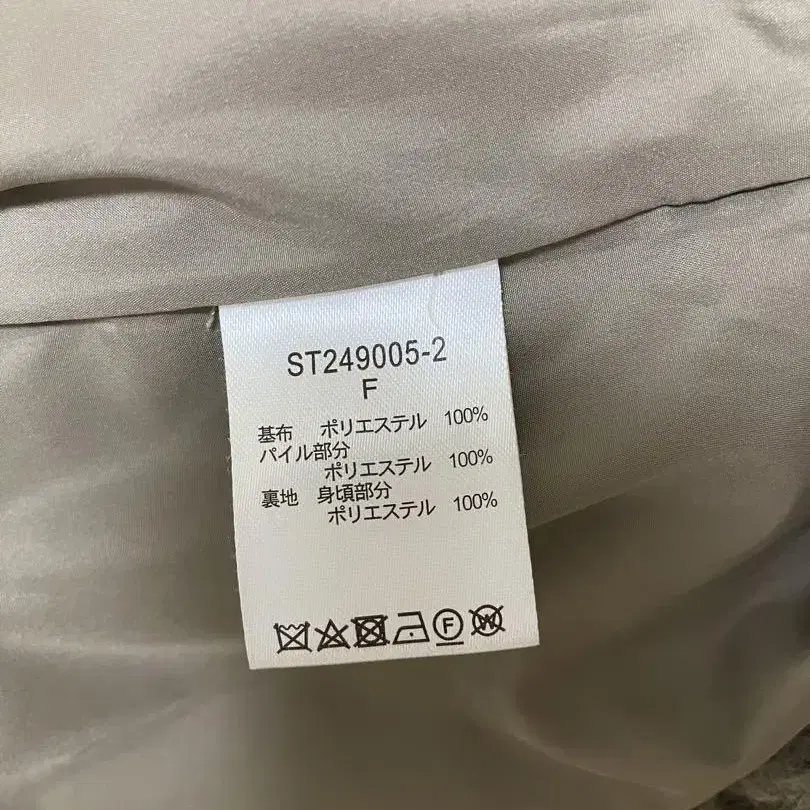 ST249005-2
F
基布 ポリエステル 100%
パイル部分
ポリエステル 100%
裏地 身頃部分
ポリエステル 100%
F W